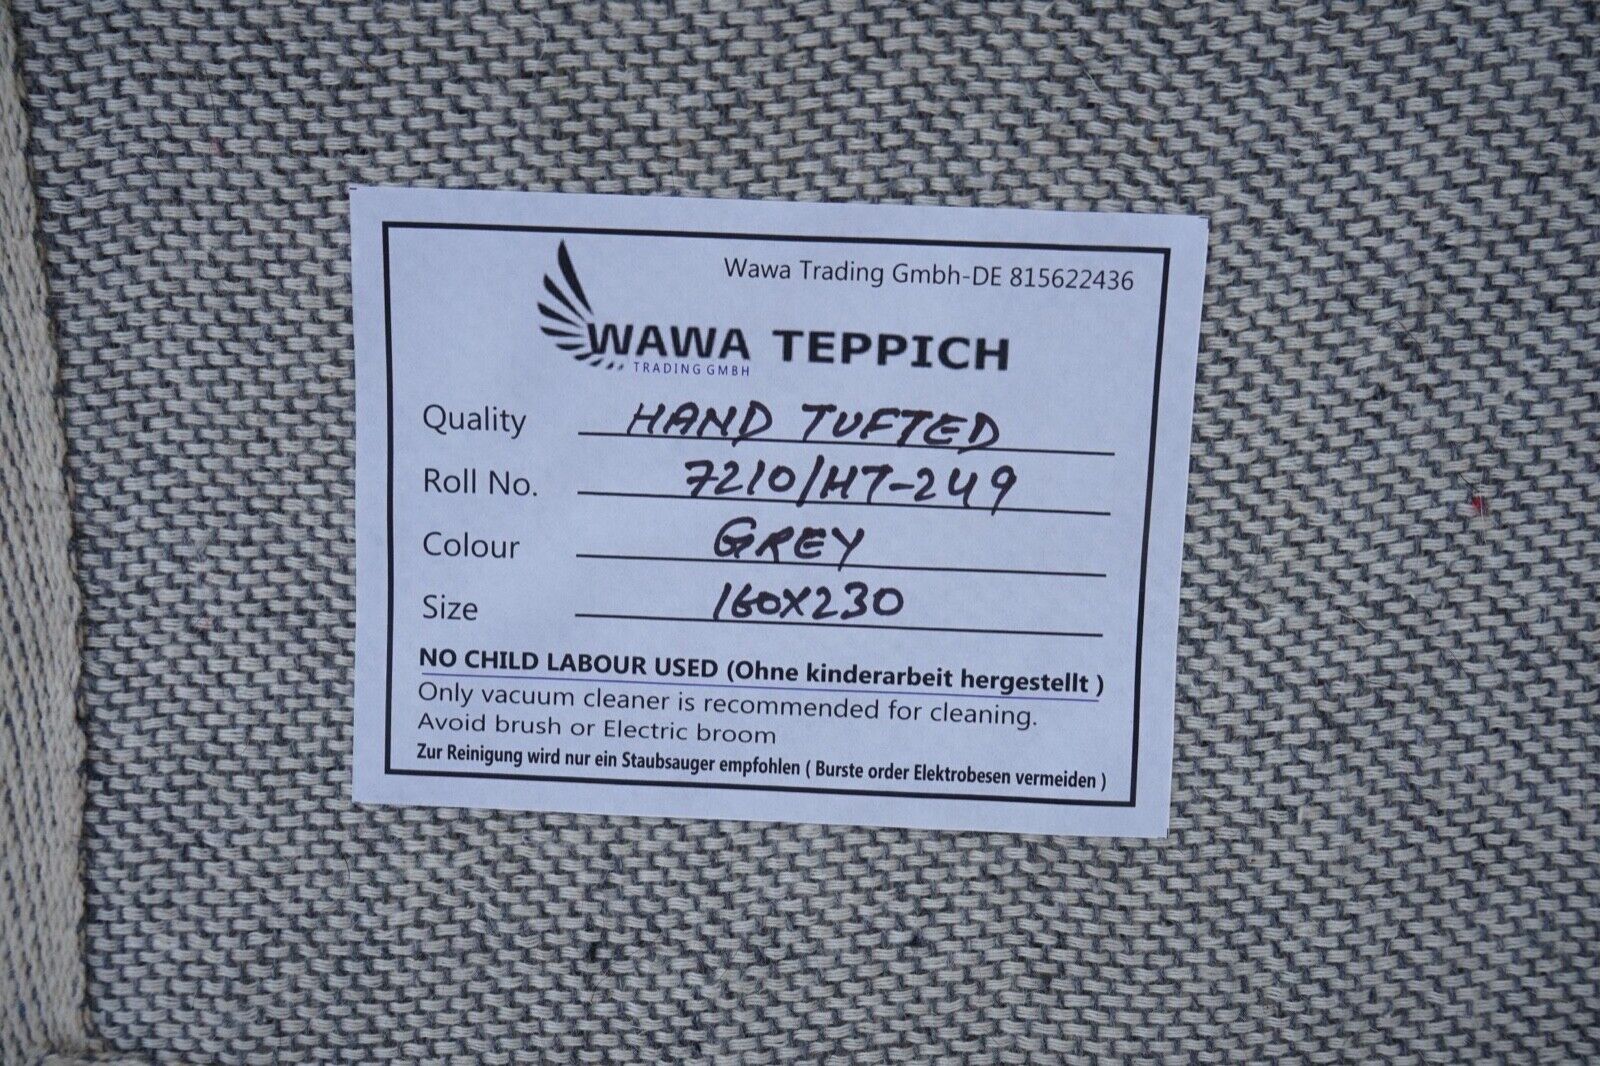 Wawa Trading Gmbh-DE 815622436
WAWA TEPPICH
TRADING GMBH
Quality HAND TUFTED
Roll No. 7210/HT-249
Colour GREY
Size 160X230
NO CHILD LABOUR USED (Ohne kinderarbeit hergestellt )
Only vacuum cleaner is recommended for cleaning.
Avoid brush or Electric broom
Zur Reinigung wird nur ein Staubsauger empfohlen ( Burste order Elektrobesen vermeiden )